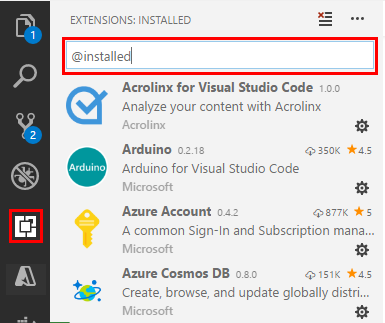 EXTENSIONS: INSTALLED
1
@installed
2
Acrolinx for Visual Studio Code 1.0.0
Analyze your content with Acrolinx
Acrolinx
Arduino 0.2.18 350K 4.5
Arduino for Visual Studio Code
Microsoft
ARDUINO
Azure Account 0.4.2 877K 5
A common Sign-In and Subscription mana...
Microsoft
Azure Cosmos DB 0.8.0 151K 4.5
Create, browse, and update globally distri...
Microsoft